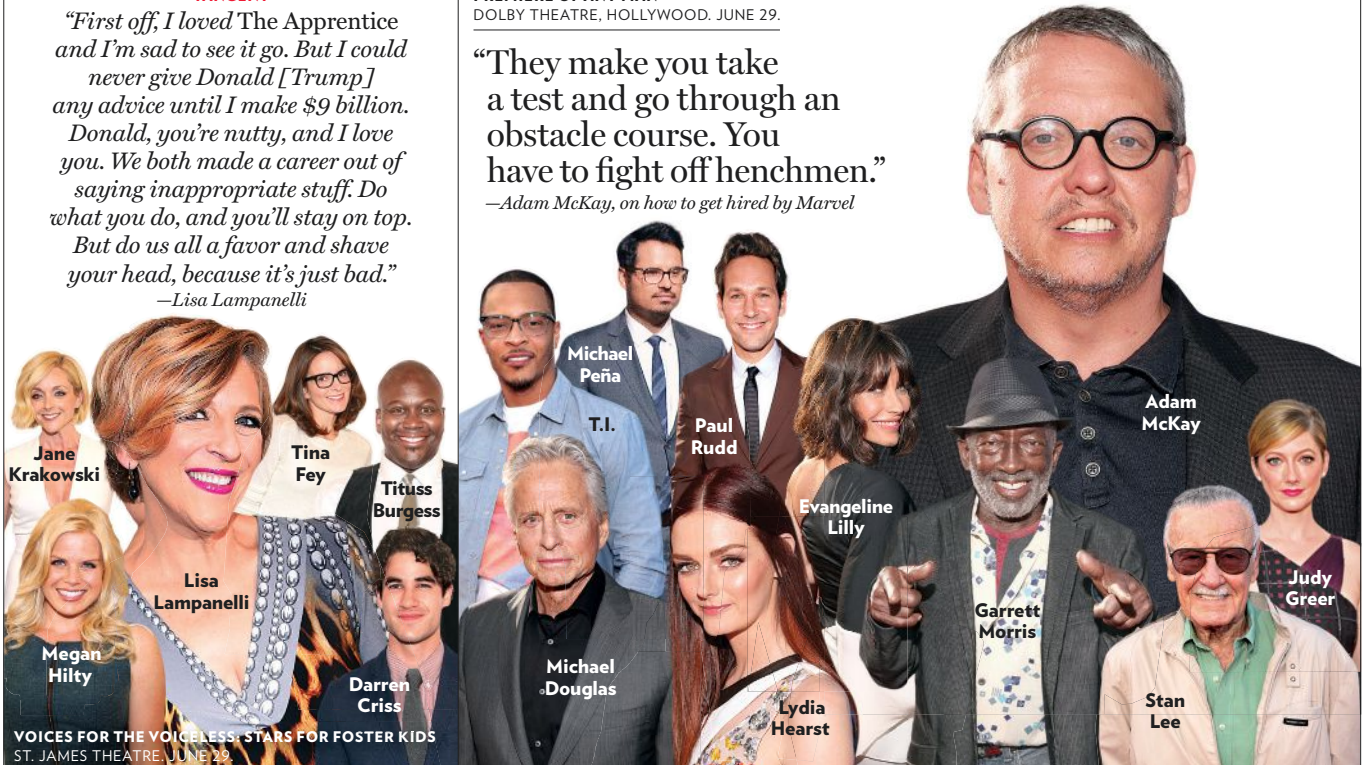 “First off, I loved The Apprentice
and I’m sad to see it go. But I could
never give Donald [Trump]
any advice until I make $9 billion.
Donald, you’re nutty, and I love
you. We both made a career out of
saying inappropriate stuff. Do
what you do, and you’ll stay on top.
But do us all a favor and shave
your head, because it’s just bad.”
—Lisa Lampanelli
Jane
Krakowski
Tina
Fey
Tituss
Burgess
Lisa
Lampanelli
Megan
Hilty
Darren
Criss
VOICES FOR THE VOICELESS: STARS FOR FOSTER KIDS
ST. JAMES THEATRE. JUNE 29.
DOLBY THEATRE, HOLLYWOOD. JUNE 29.
“They make you take
a test and go through an
obstacle course. You
have to fight off henchmen.”
—Adam McKay, on how to get hired by Marvel
Michael
Peña
T.I.
Paul
Rudd
Adam
McKay
Evangeline
Lilly
Judy
Greer
Garrett
Morris
Michael
Douglas
Lydia
Hearst
Stan
Lee